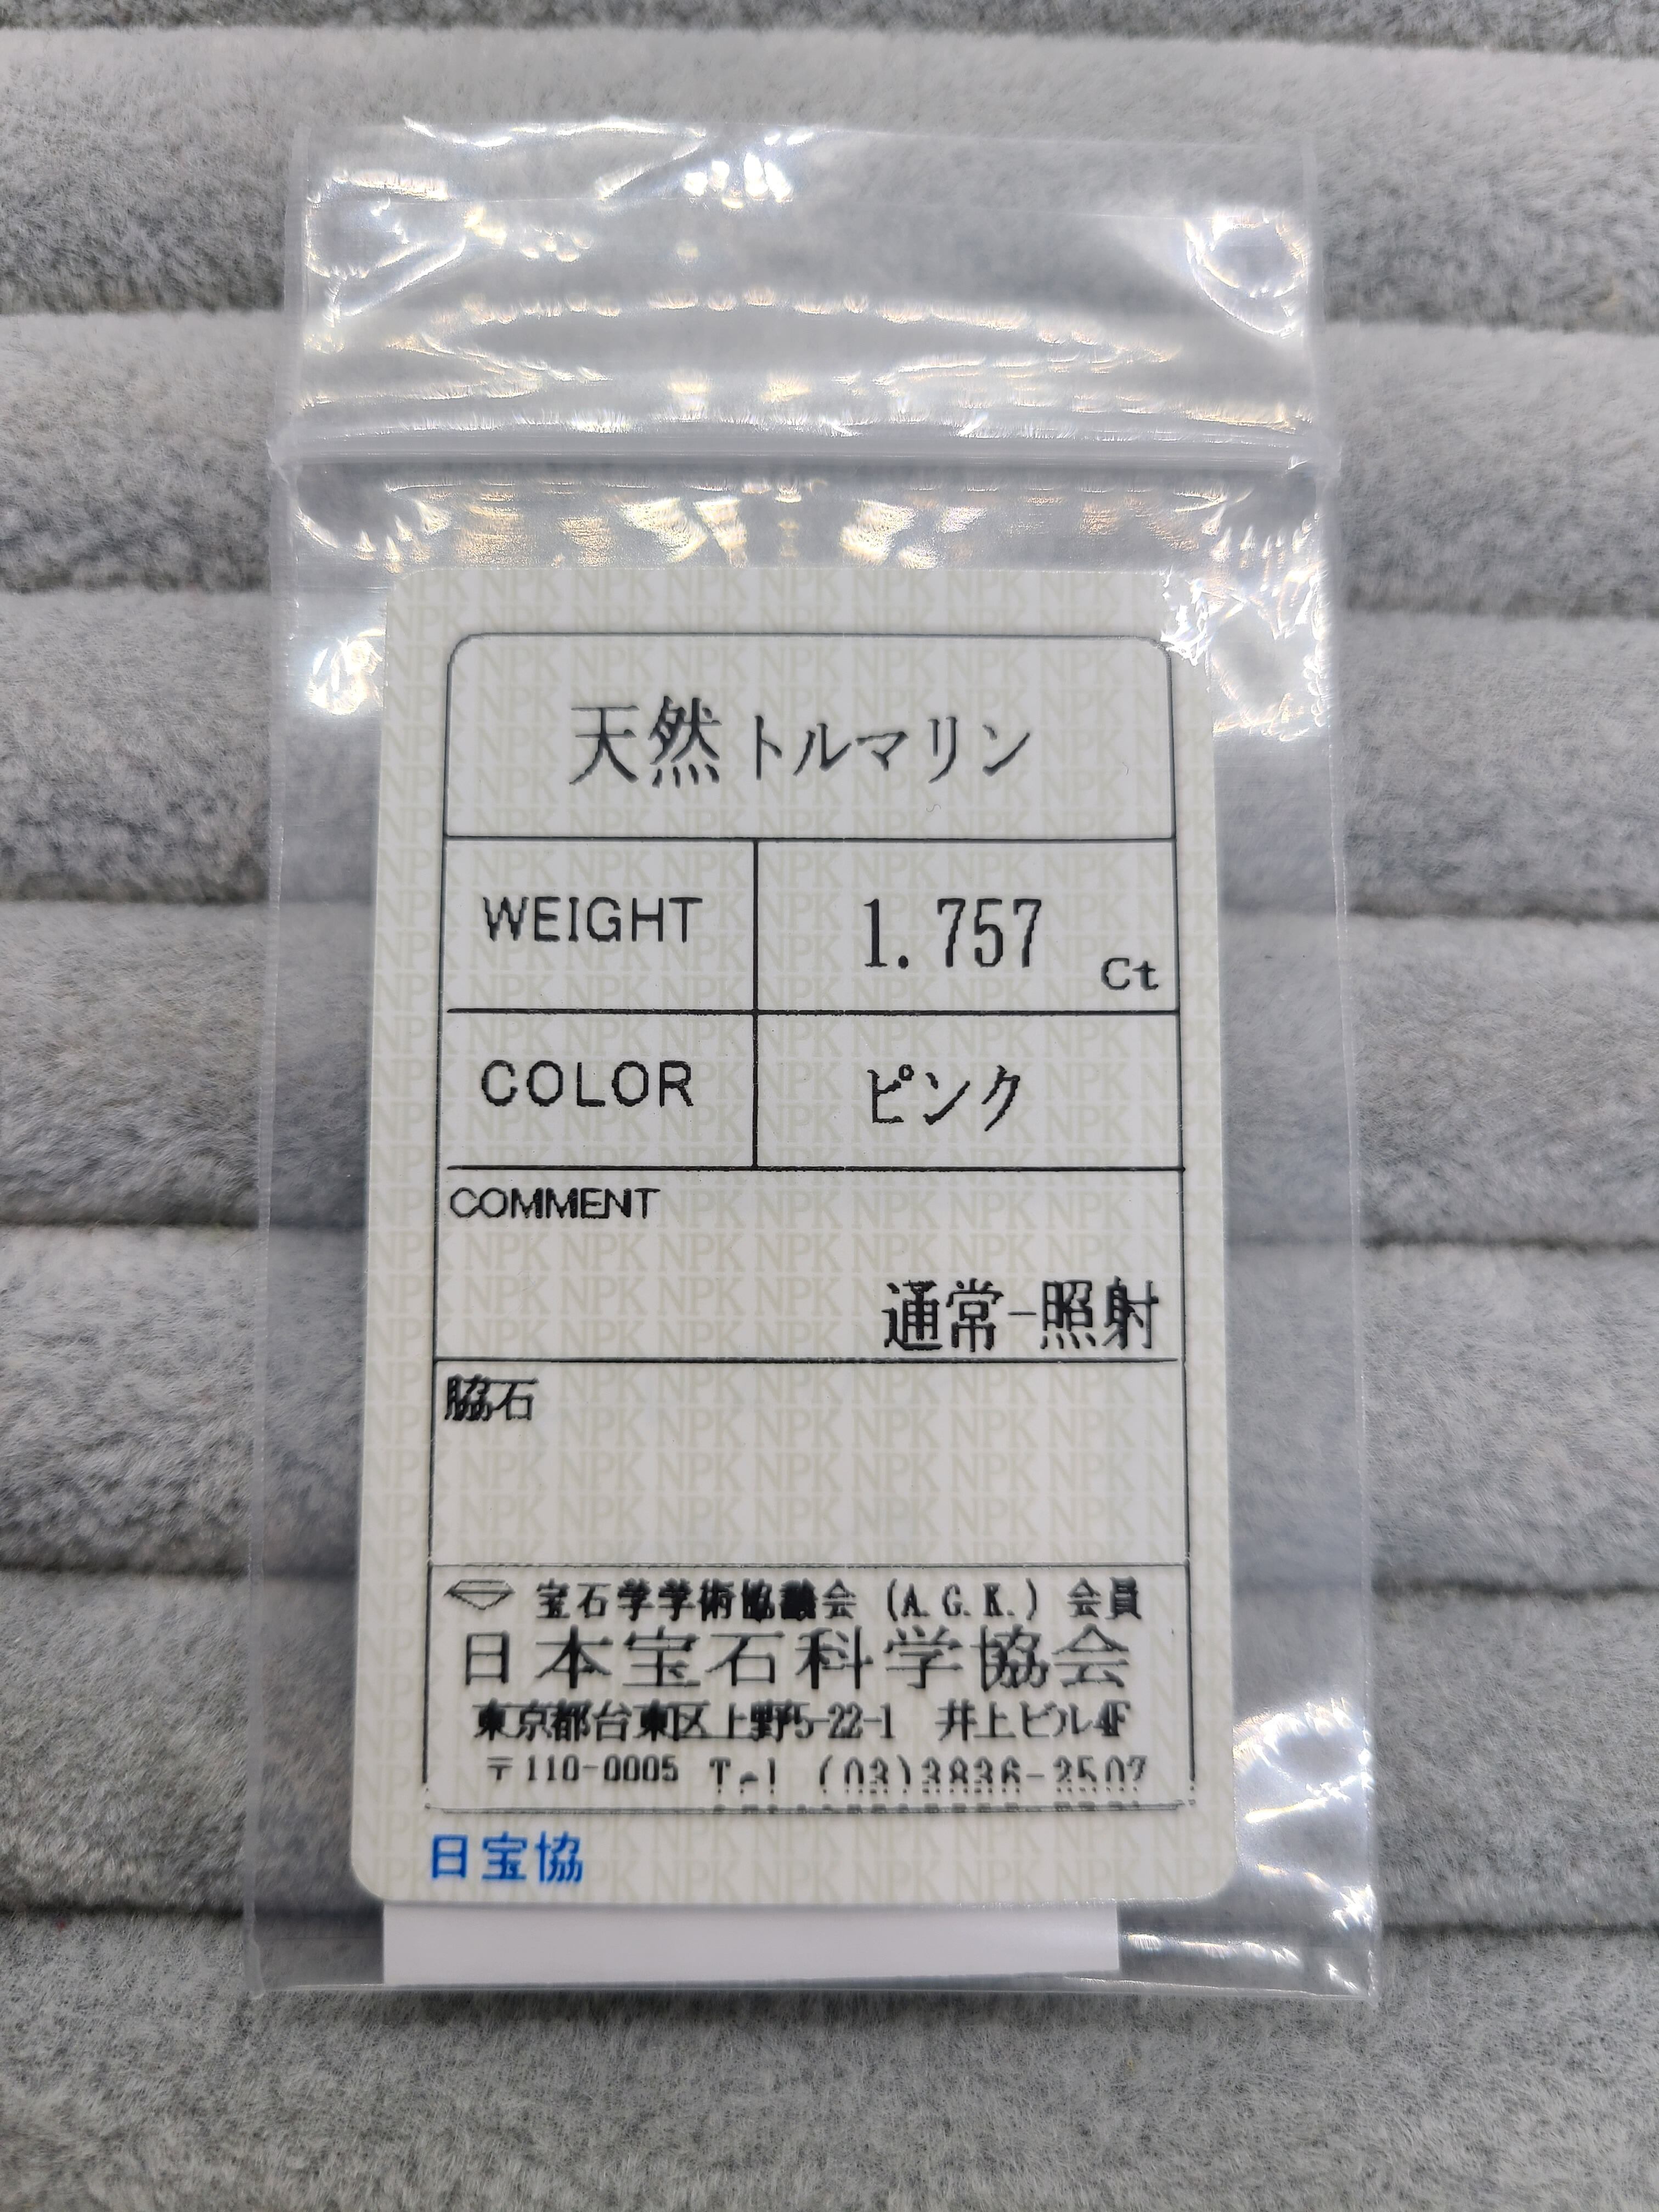 天然トルマリン
WEIGHT 1.757 Ct
COLOR ピンク
COMMENT
通常-照射
脇石
宝石学学術協議会 (A.G.K.) 会員
日本宝石科学協会
東京都台東区上野5-22-1 井上ビル4F
〒110-0005 Tel (03)3836-2507
日宝協